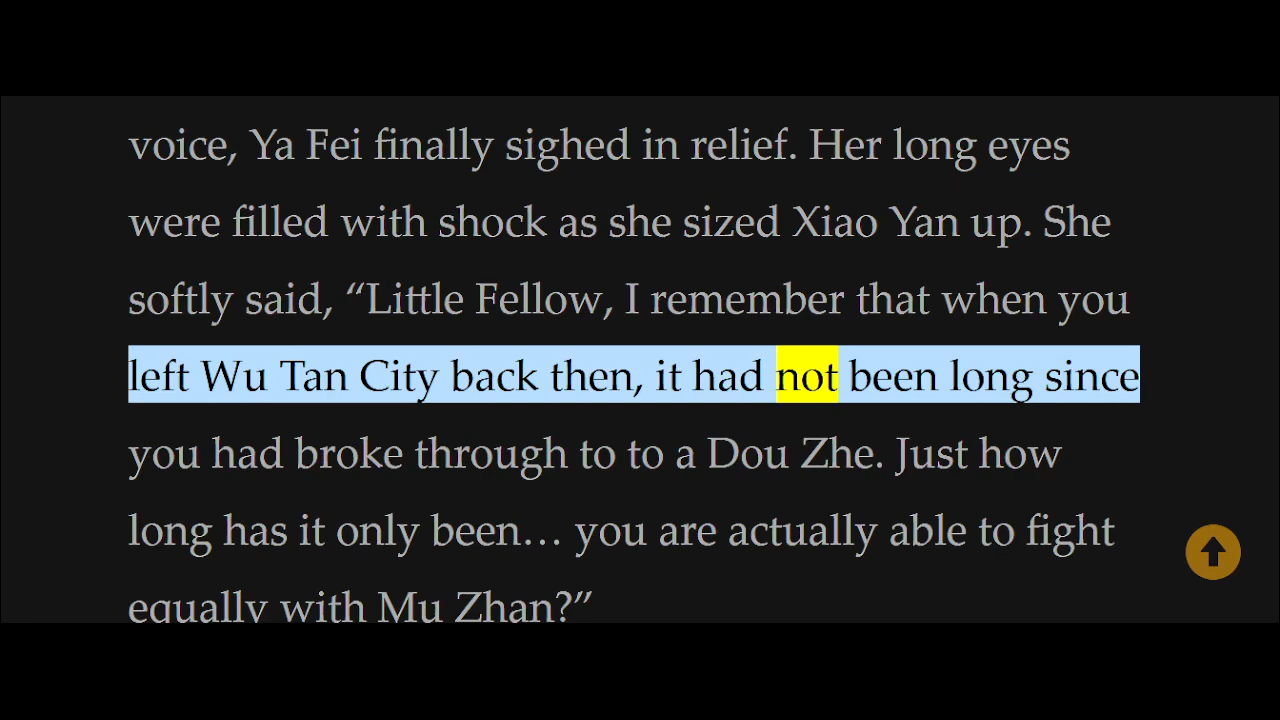 voice, Ya Fei finally sighed in relief. Her long eyes
were filled with shock as she sized Xiao Yan up. She
softly said, “Little Fellow, I remember that when you
left Wu Tan City back then, it had not been long since
you had broke through to to a Dou Zhe. Just how
long has it only been… you are actually able to fight
equally with Mu Zhan?”